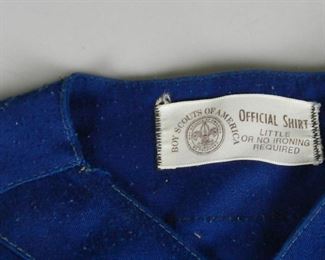 BOY SCOUTS OF AMERICA
OFFICIAL SHIRT
LITTLE
OR NO IRONING
REQUIRED